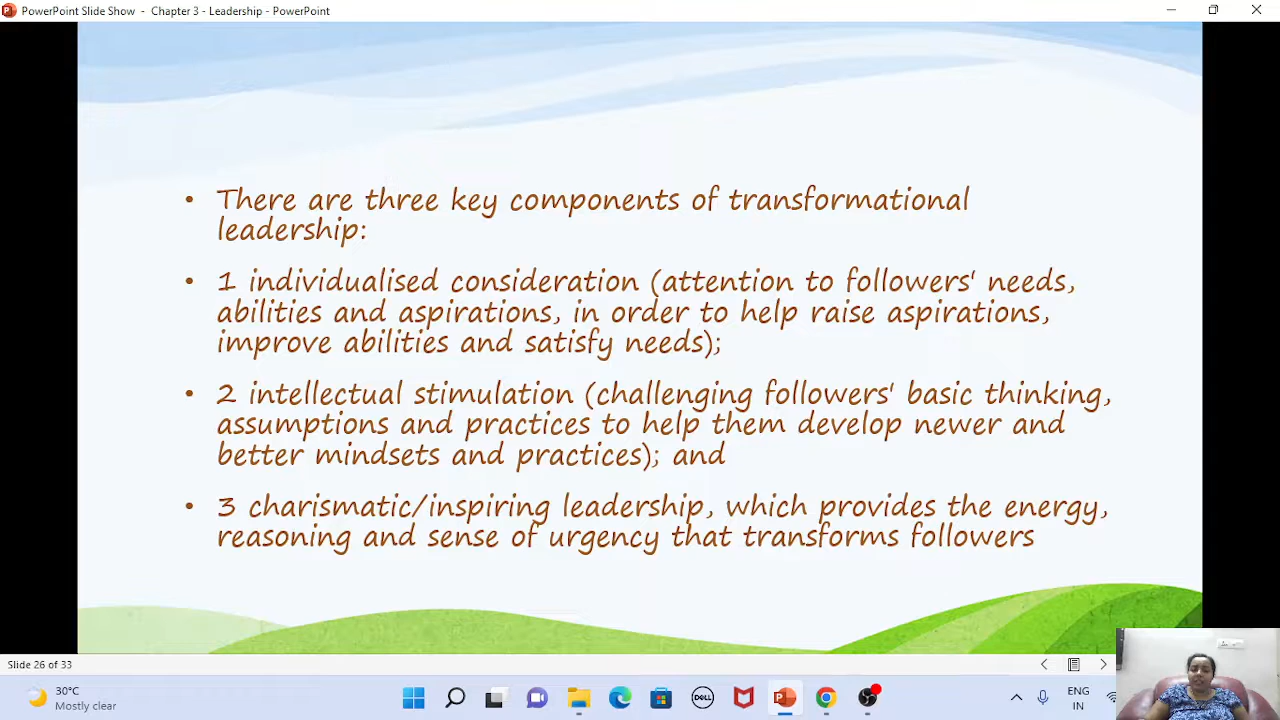 PowerPoint Slide Show - Chapter 3 - Leadership - PowerPoint
• There are three key components of transformational
leadership:
• 1 individualised consideration (attention to followers' needs,
abilities and aspirations, in order to help raise aspirations,
improve abilities and satisfy needs);
• 2 intellectual stimulation (challenging followers' basic thinking,
assumptions and practices to help them develop newer and
better mindsets and practices); and
• 3 charismatic/inspiring leadership, which provides the energy,
reasoning and sense of urgency that transforms followers
Slide 26 of 33
30°C
Mostly clear
DELL
ENG
IN